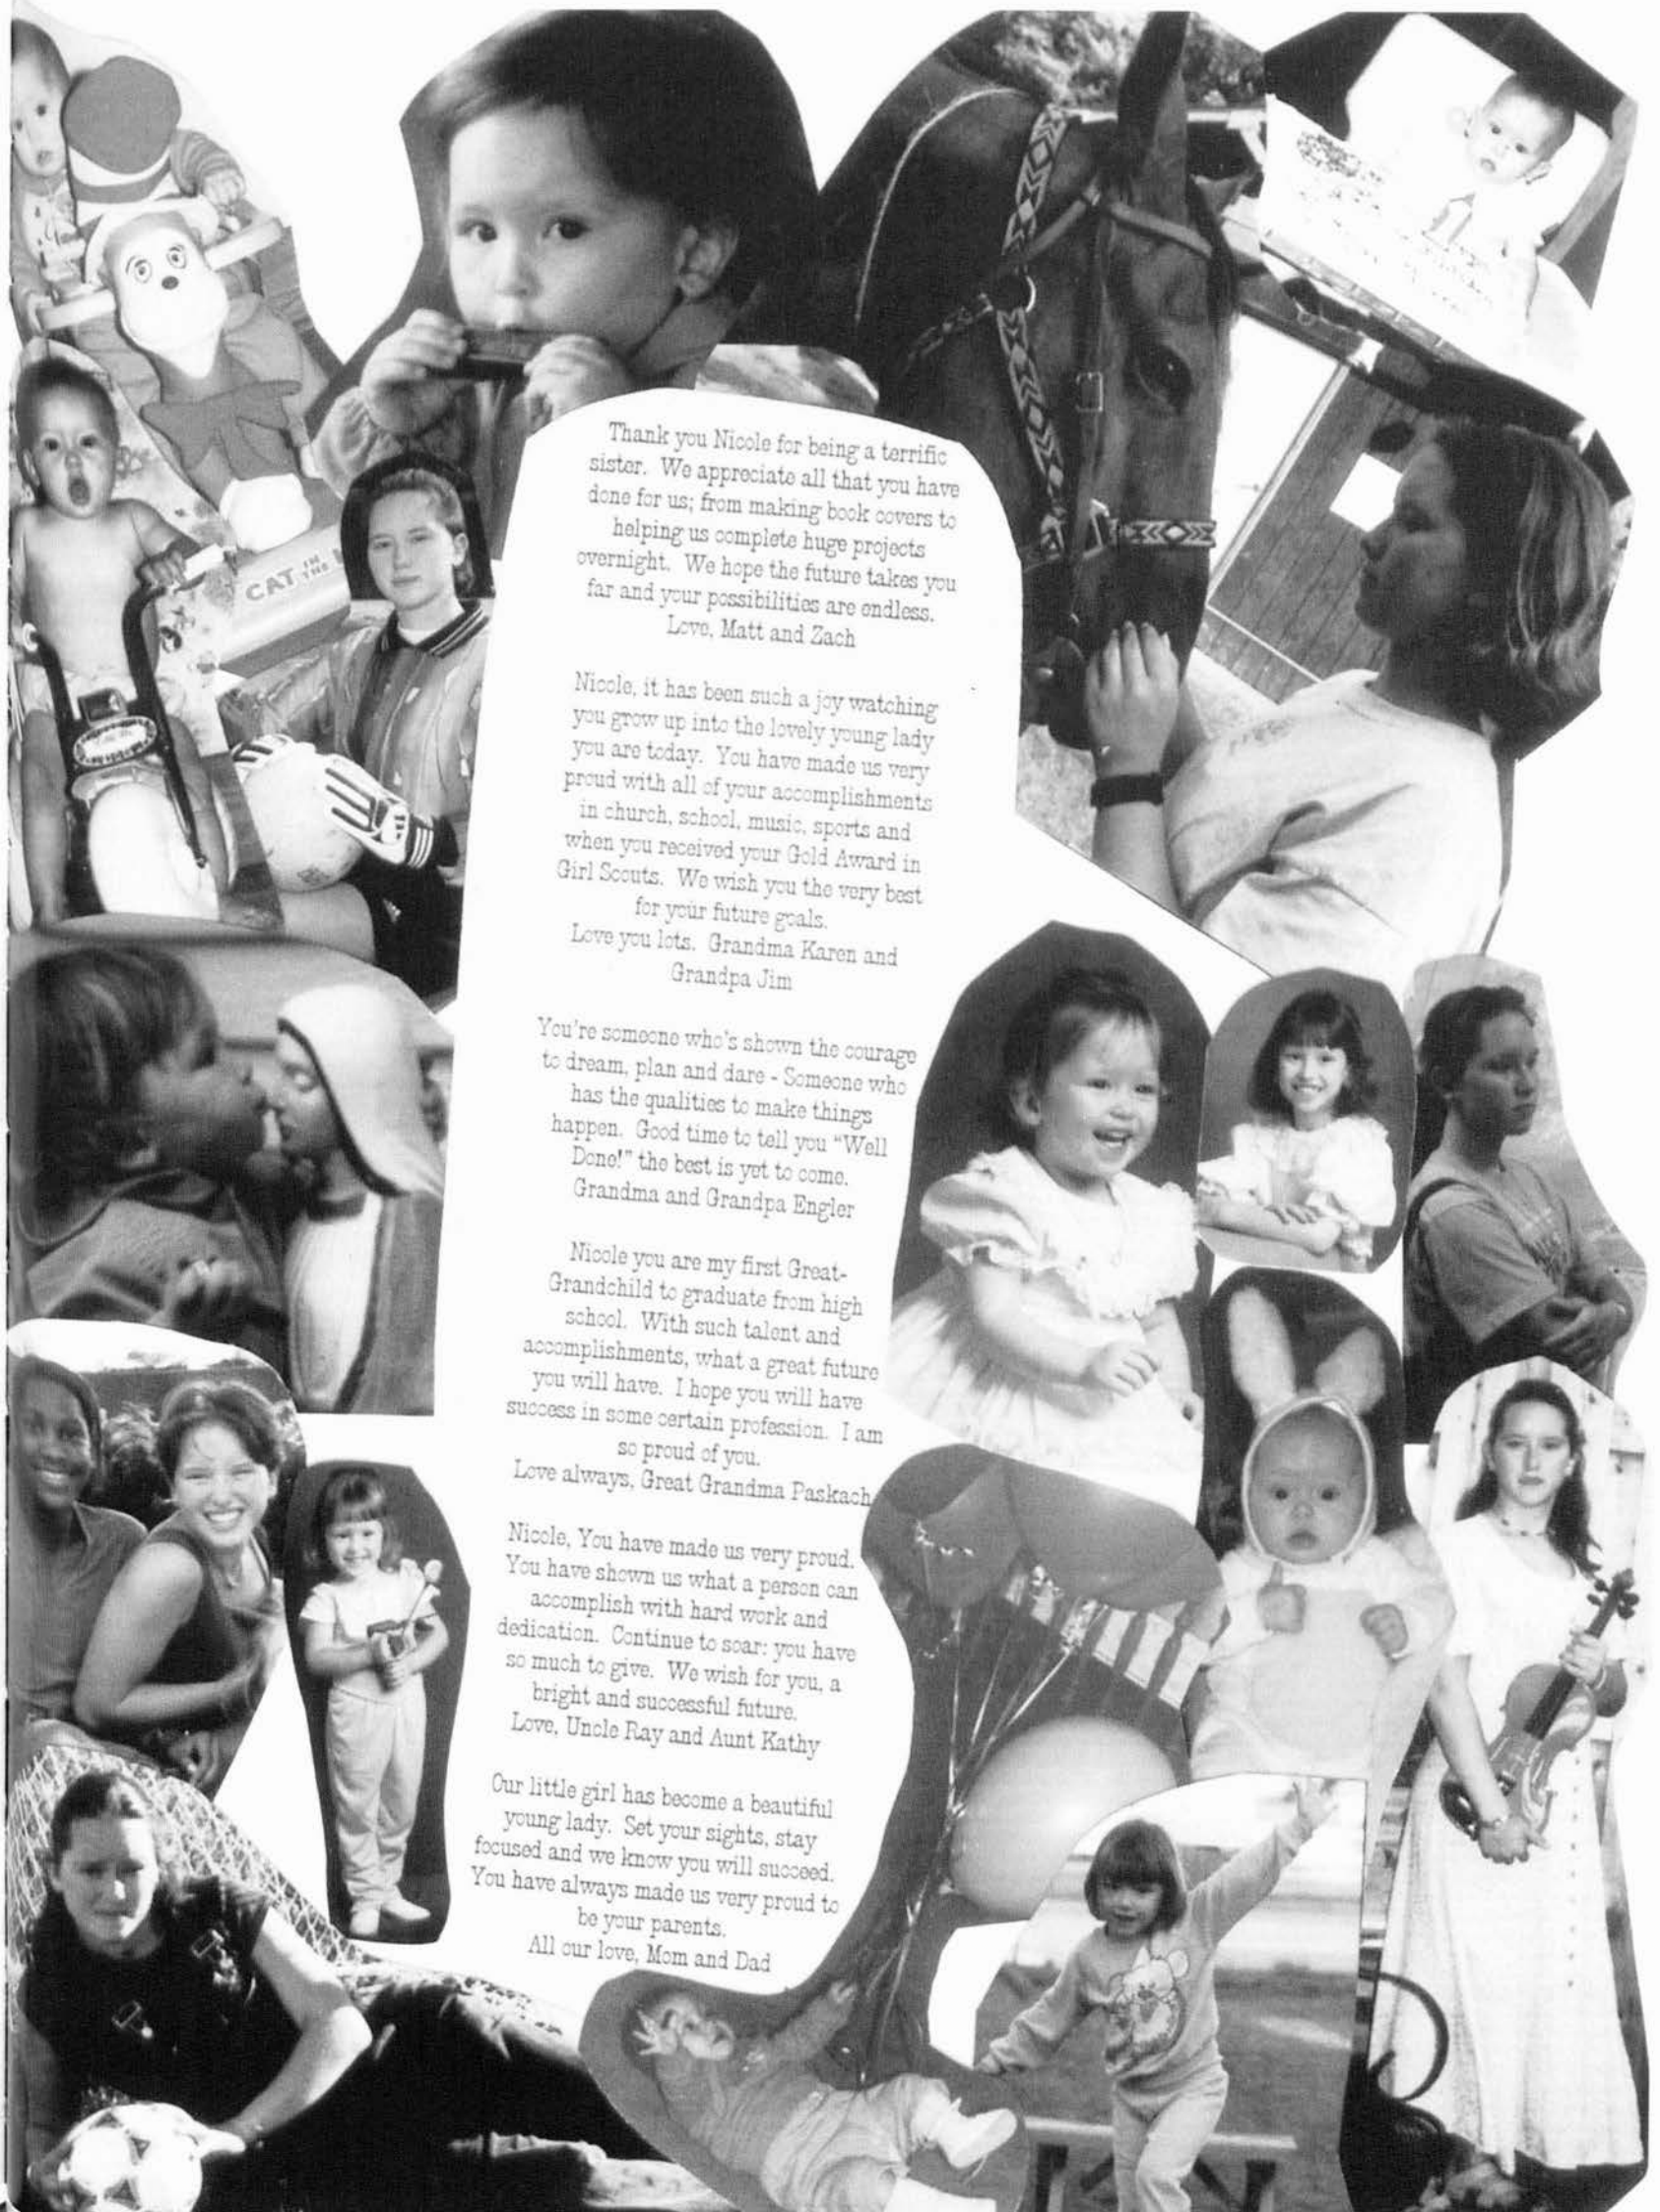 CAT IN THE
Thank you Nicole for being a terrific
sister. We appreciate all that you have
done for us; from making book covers to
helping us complete huge projects
overnight. We hope the future takes you
far and your possibilities are endless.
Love, Matt and Zach
Nicole, it has been such a joy watching
you grow up into the lovely young lady
you are today. You have made us very
proud with all of your accomplishments
in church, school, music, sports and
when you received your Gold Award in
Girl Scouts. We wish you the very best
for your future goals.
Love you lots. Grandma Karen and
Grandpa Jim
You're someone who's shown the courage
to dream, plan and dare - Someone who
has the qualities to make things
happen. Good time to tell you "Well
Done!" the best is yet to come.
Grandma and Grandpa Engler
Nicole you are my first Great-
Grandchild to graduate from high
school. With such talent and
accomplishments, what a great future
you will have. I hope you will have
success in some certain profession. I am
so proud of you.
Love always, Great Grandma Paskach
Nicole, You have made us very proud.
You have shown us what a person can
accomplish with hard work and
dedication. Continue to soar: you have
so much to give. We wish for you, a
bright and successful future.
Love, Uncle Ray and Aunt Kathy
Our little girl has become a beautiful
young lady. Set your sights, stay
focused and we know you will succeed.
You have always made us very proud to
be your parents.
All our love, Mom and Dad